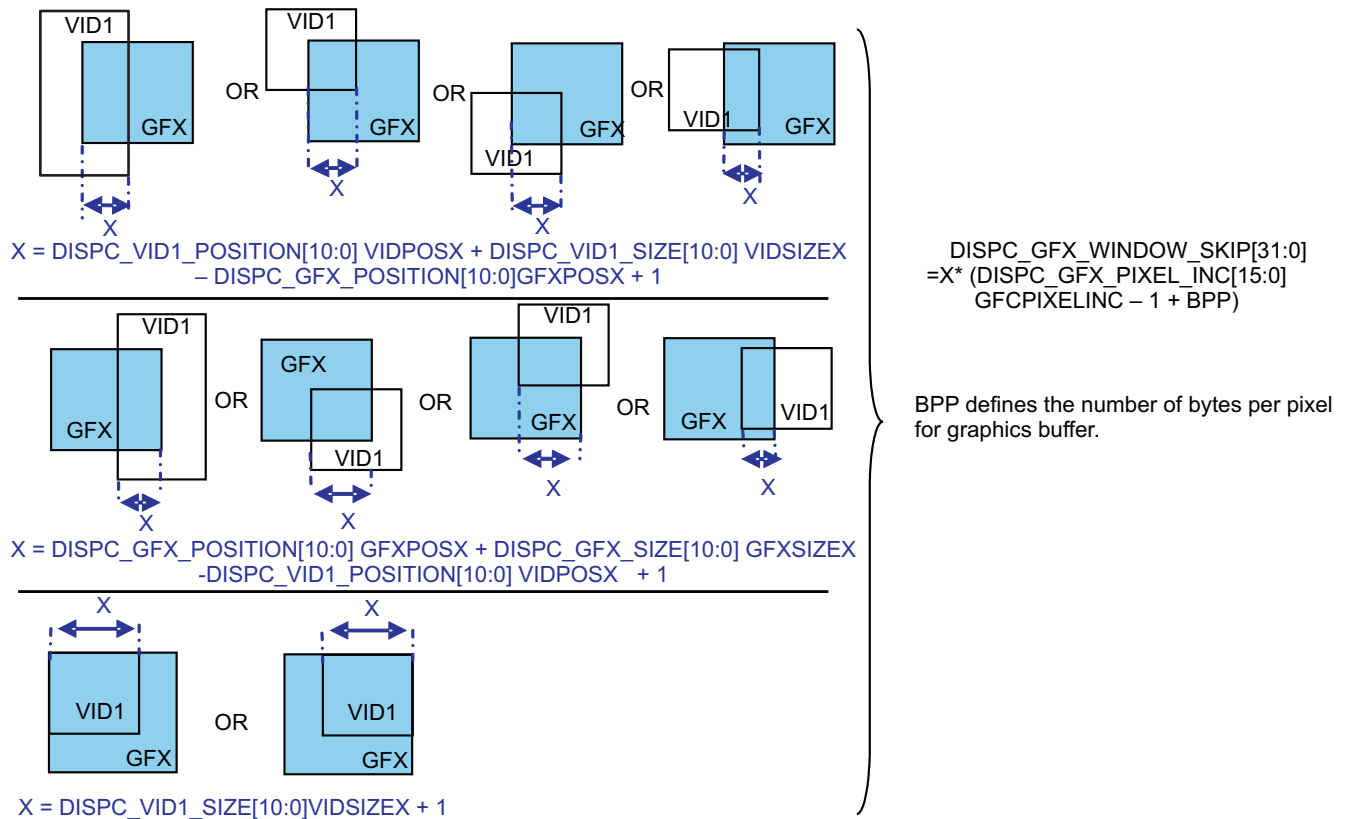 VID1
GFX
X
OR
VID1
GFX
X
OR
GFX
VID1
X
OR
VID1
GFX
X
X = DISPC_VID1_POSITION[10:0] VIDPOSX + DISPC_VID1_SIZE[10:0] VIDSIZEX
– DISPC_GFX_POSITION[10:0]GFXPOSX + 1
VID1
GFX
X
OR
GFX
VID1
X
OR
VID1
GFX
X
OR
GFX
VID1
X
X = DISPC_GFX_POSITION[10:0] GFXPOSX + DISPC_GFX_SIZE[10:0] GFXSIZEX
-DISPC_VID1_POSITION[10:0] VIDPOSX + 1
X
VID1
GFX
OR
X
VID1
GFX
X = DISPC_VID1_SIZE[10:0]VIDSIZEX + 1
DISPC_GFX_WINDOW_SKIP[31:0]
=X* (DISPC_GFX_PIXEL_INC[15:0]
GFCPIXELINC – 1 + BPP)
BPP defines the number of bytes per pixel
for graphics buffer.